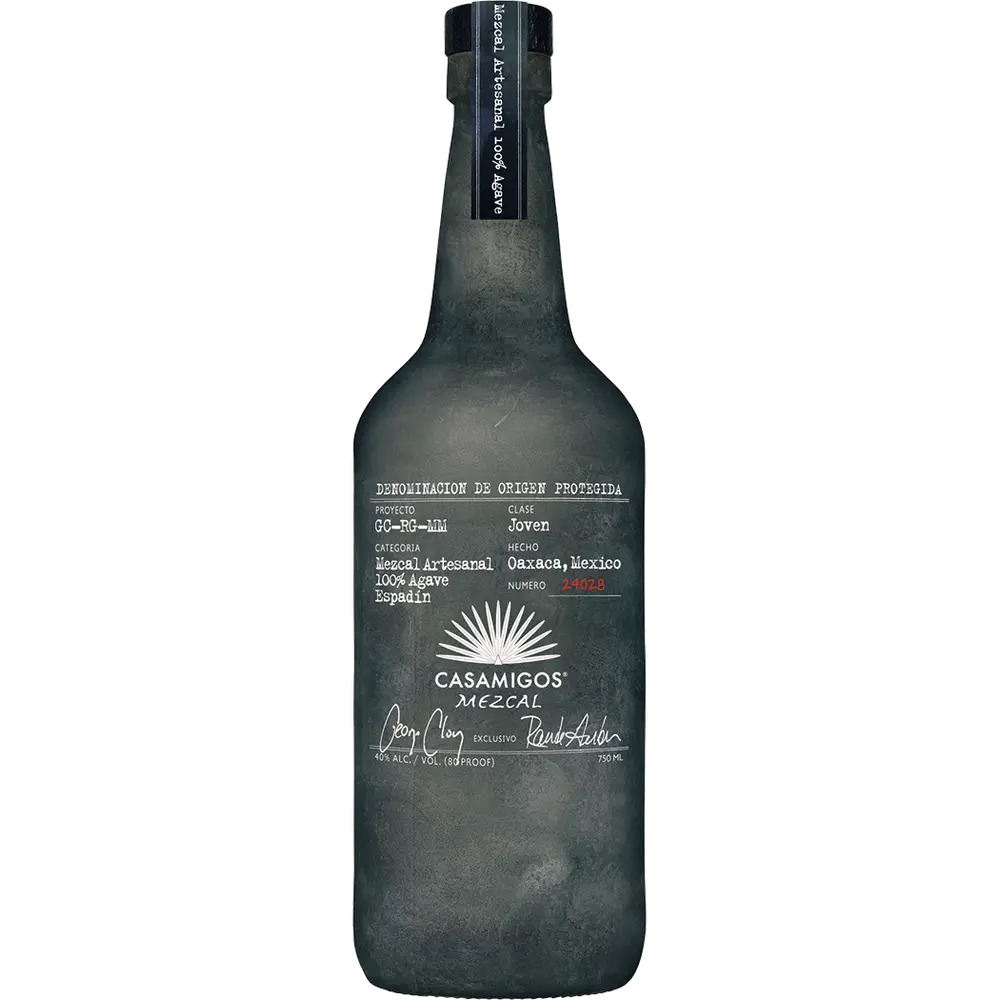 Mezcal Artesanal 100% Agave
DENOMINACION DE ORIGEN PROTEGIDA
PROYECTO
GC-RG-MM
CLASE
Joven
CATEGORIA
Mezcal Artesanal
100% Agave
Espadín
HECHO
Oaxaca, Mexico
NUMERO 24028
CASAMIGOS®
MEZCAL
EXCLUSIVO
40% ALC. / VOL. (80 PROOF)
750 ML